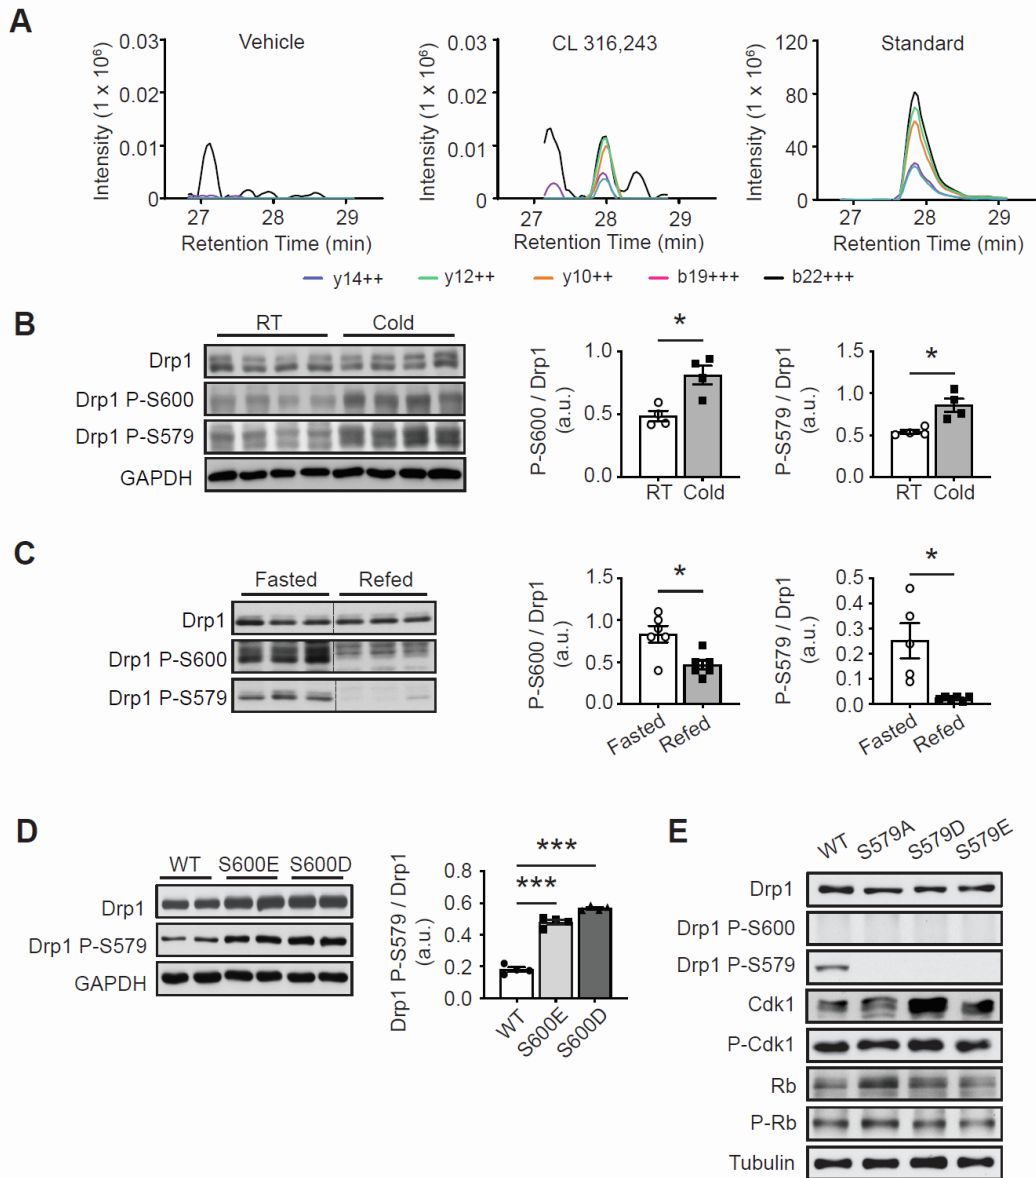 A
Vehicle
CL 316,243
Standard
Intensity (1 x 10⁶)
0.03
0.02
0.01
0
27 28 29
Retention Time (min)
Intensity (1 x 10⁶)
0.03
0.02
0.01
0
27 28 29
Retention Time (min)
Intensity (1 x 10⁶)
120
80
40
0
27 28 29
Retention Time (min)
y14++ y12++ y10++ b19+++ b22+++
B
RT Cold
Drp1
Drp1 P-S600
Drp1 P-S579
GAPDH
P-S600 / Drp1
(a.u.)
1.0
0.5
0.0
*
RT Cold
P-S579 / Drp1
(a.u.)
1.5
1.0
0.5
0.0
*
RT Cold
C
Fasted Refed
Drp1
Drp1 P-S600
Drp1 P-S579
P-S600 / Drp1
(a.u.)
1.5
1.0
0.5
0.0
*
Fasted
Refed
P-S579 / Drp1
(a.u.)
0.5
0.4
0.3
0.2
0.1
0.0
*
Fasted
Refed
D
WT S600E S600D
Drp1
Drp1 P-S579
GAPDH
Drp1 P-S579 / Drp1
(a.u.)
0.8
0.6
0.4
0.2
0.0
***
***
WT
S600E
S600D
E
WT S579A S579D S579E
Drp1
Drp1 P-S600
Drp1 P-S579
Cdk1
P-Cdk1
Rb
P-Rb
Tubulin